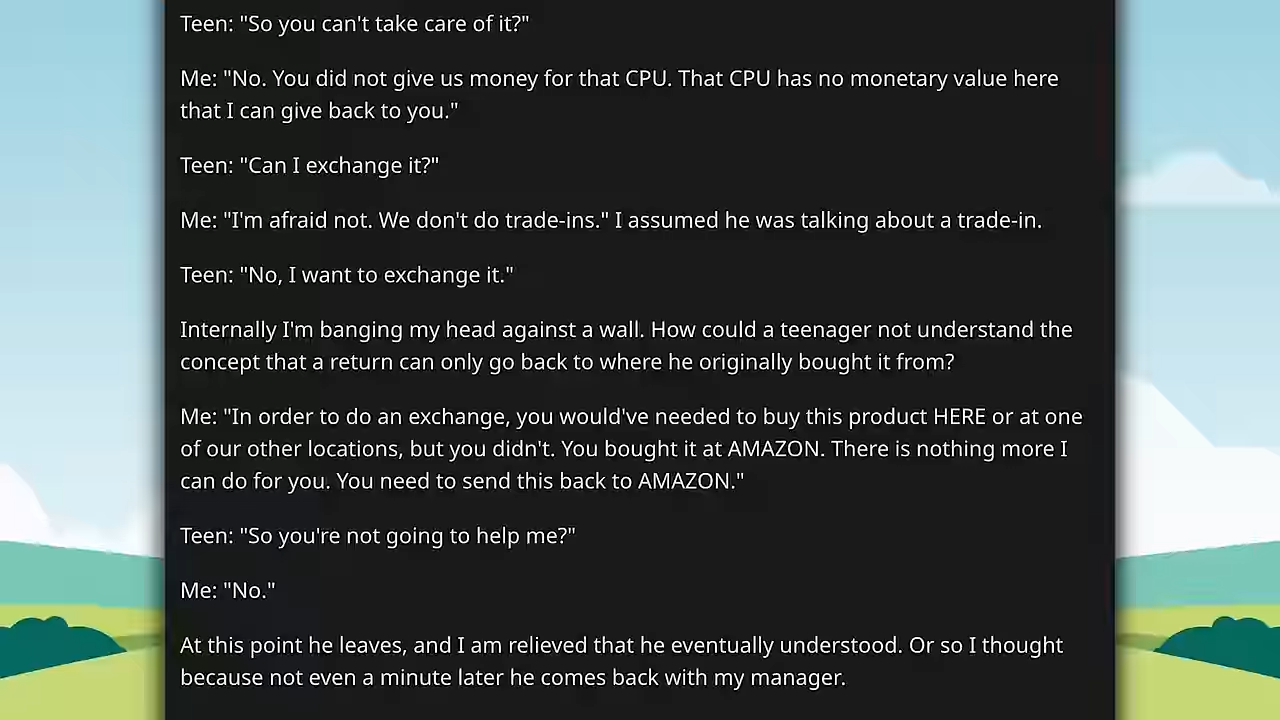 Teen: "So you can't take care of it?"
Me: "No. You did not give us money for that CPU. That CPU has no monetary value here
that I can give back to you."
Teen: "Can I exchange it?"
Me: "I'm afraid not. We don't do trade-ins." I assumed he was talking about a trade-in.
Teen: "No, I want to exchange it."
Internally I'm banging my head against a wall. How could a teenager not understand the
concept that a return can only go back to where he originally bought it from?
Me: "In order to do an exchange, you would've needed to buy this product HERE or at one
of our other locations, but you didn't. You bought it at AMAZON. There is nothing more I
can do for you. You need to send this back to AMAZON."
Teen: "So you're not going to help me?"
Me: "No."
At this point he leaves, and I am relieved that he eventually understood. Or so I thought
because not even a minute later he comes back with my manager.